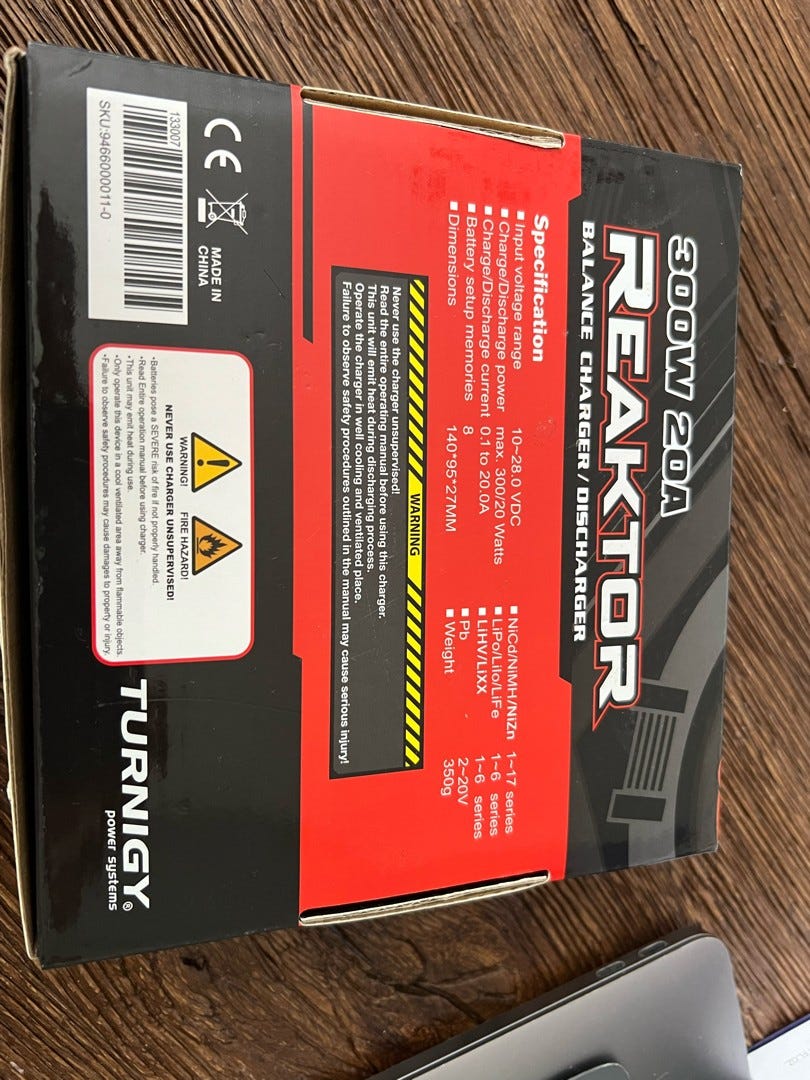 300W 20A
REAKTOR
BALANCE CHARGER / DISCHARGER
Specification
■ Input voltage range 10~28.0 VDC
■ Charge/Discharge power max. 300/20 Watts
■ Charge/Discharge current 0.1 to 20.0A
■ Battery setup memories 8
■ Dimensions 140*95*27MM
■ NiCd/NiMH/NiZn 1~17 series
■ LiPo/LiIo/LiFe 1~6 series
■ LiHV/LiXX 1~6 series
■ Pb 2~20V
■ Weight 350g
WARNING
Never use the charger unsupervised!
Read the entire operating manual before using this charger.
This unit will emit heat during discharging process.
Operate the charger in well cooling and ventilated place.
Failure to observe safety procedures outlined in the manual may cause serious injury!
CE
MADE IN
CHINA
133007
SKU:9466000011-0
WARNING! FIRE HAZARD!
NEVER USE CHARGER UNSUPERVISED!
•Batteries pose a SEVERE risk of fire if not properly handled.
•Read Entire operation manual before using charger.
•This unit may emit heat during use.
•Only operate this device in a cool ventilated area away from flammable objects.
•Failure to observe safety procedures may cause damages to property or injury.
TURNIGY®
power systems